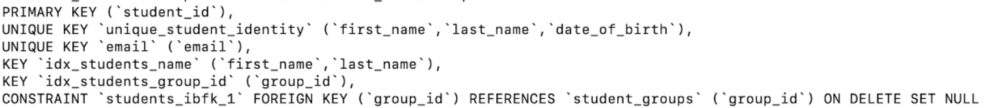 PRIMARY KEY (`student_id`),
UNIQUE KEY `unique_student_identity` (`first_name`,`last_name`,`date_of_birth`),
UNIQUE KEY `email` (`email`),
KEY `idx_students_name` (`first_name`,`last_name`),
KEY `idx_students_group_id` (`group_id`),
CONSTRAINT `students_ibfk_1` FOREIGN KEY (`group_id`) REFERENCES `student_groups` (`group_id`) ON DELETE SET NULL